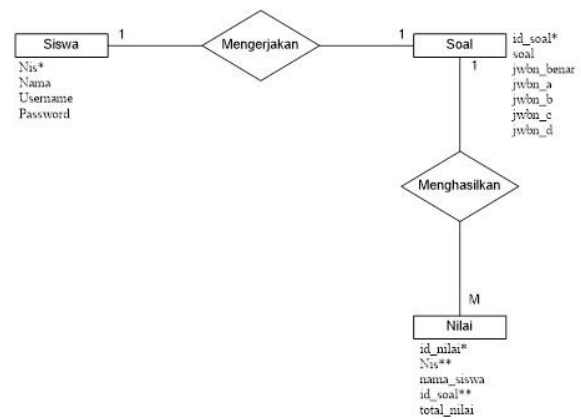 Siswa
1
Mengerjakan
1
Soal
Nis*
Nama
Username
Password
id_soal*
soal
jwbn_benar
jwbn_a
jwbn_b
jwbn_c
jwbn_d
1
Menghasilkan
M
Nilai
id_nilai*
Nis**
nama_siswa
id_soal**
total_nilai